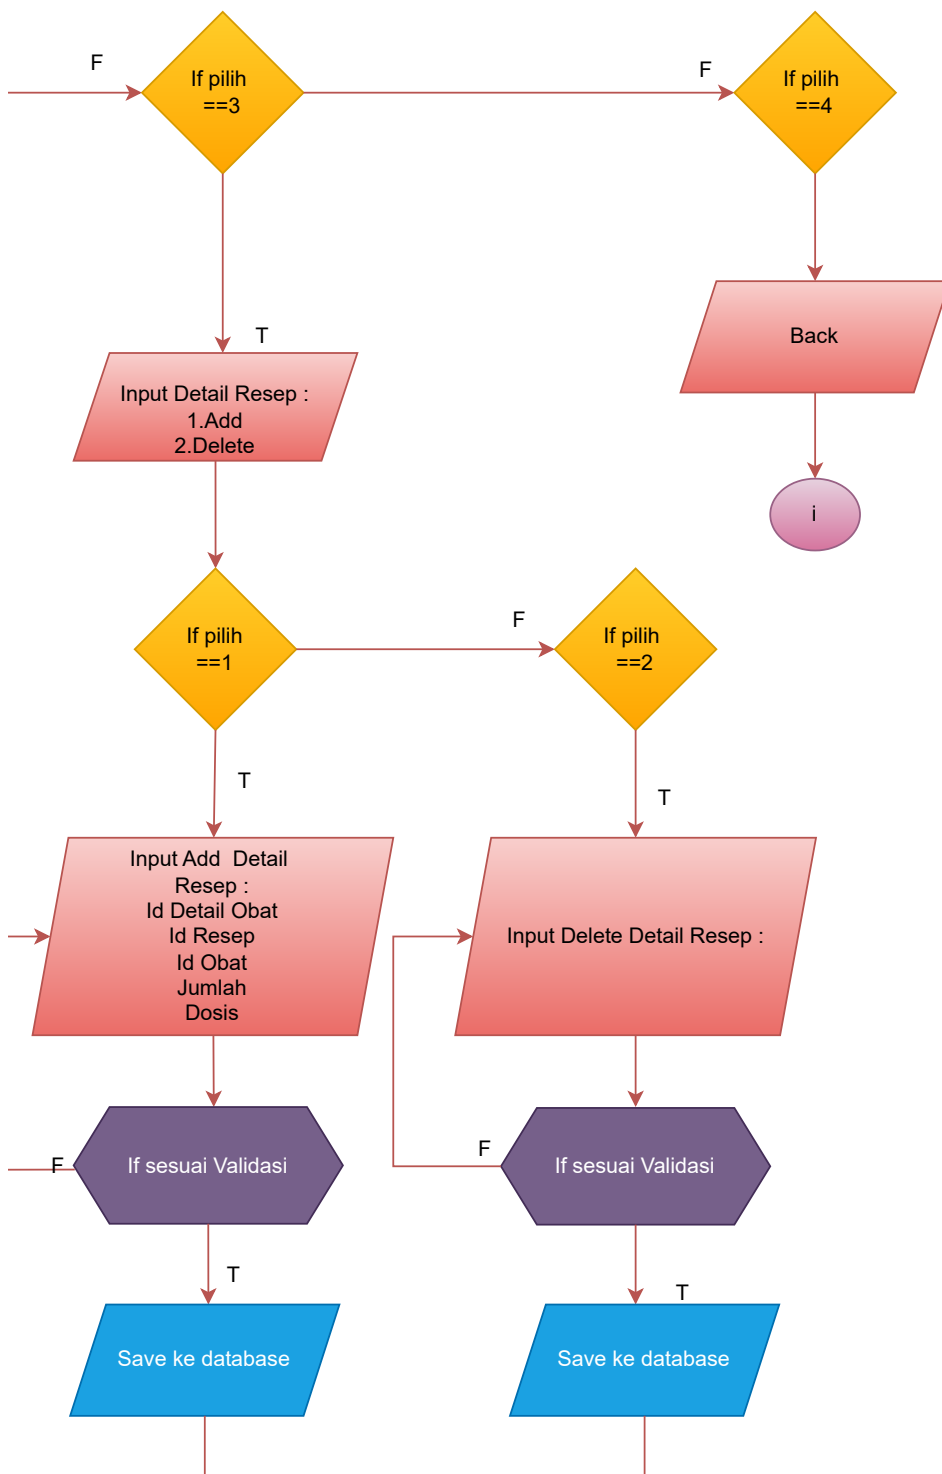 F
If pilih
==3
F
If pilih
==4
T
Input Detail Resep :
1.Add
2.Delete
Back
i
If pilih
==1
F
If pilih
==2
T
T
Input Add  Detail
Resep :
Id Detail Obat
Id Resep
Id Obat
Jumlah
Dosis
Input Delete Detail Resep :
F
If sesuai Validasi
F
If sesuai Validasi
T
T
Save ke database
Save ke database